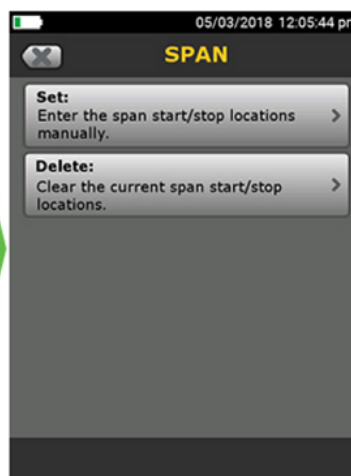 05/03/2018 12:05:44 pm
SPAN
Set:
Enter the span start/stop locations
manually.
Delete:
Clear the current span start/stop
locations.